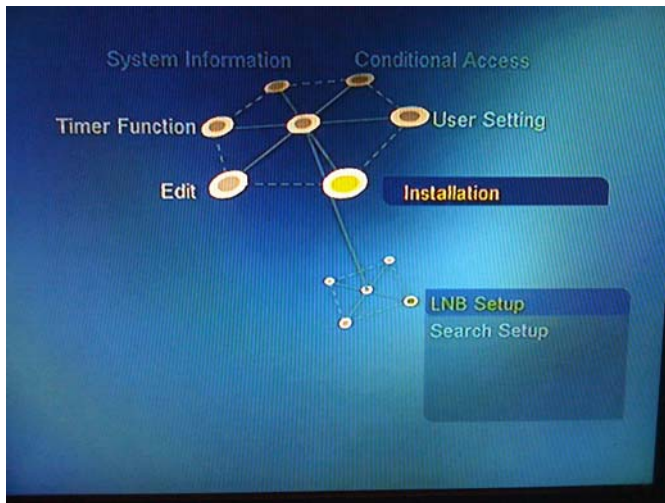 System Information
Conditional Access
Timer Function
User Setting
Edit
Installation
LNB Setup
Search Setup